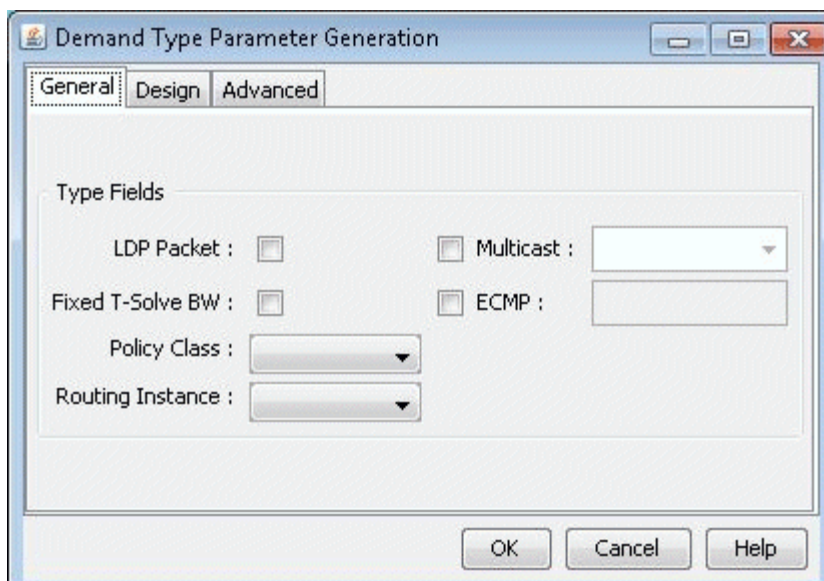 Demand Type Parameter Generation
General Design Advanced
Type Fields
LDP Packet : Multicast :
Fixed T-Solve BW : ECMP :
Policy Class :
Routing Instance :
OK Cancel Help